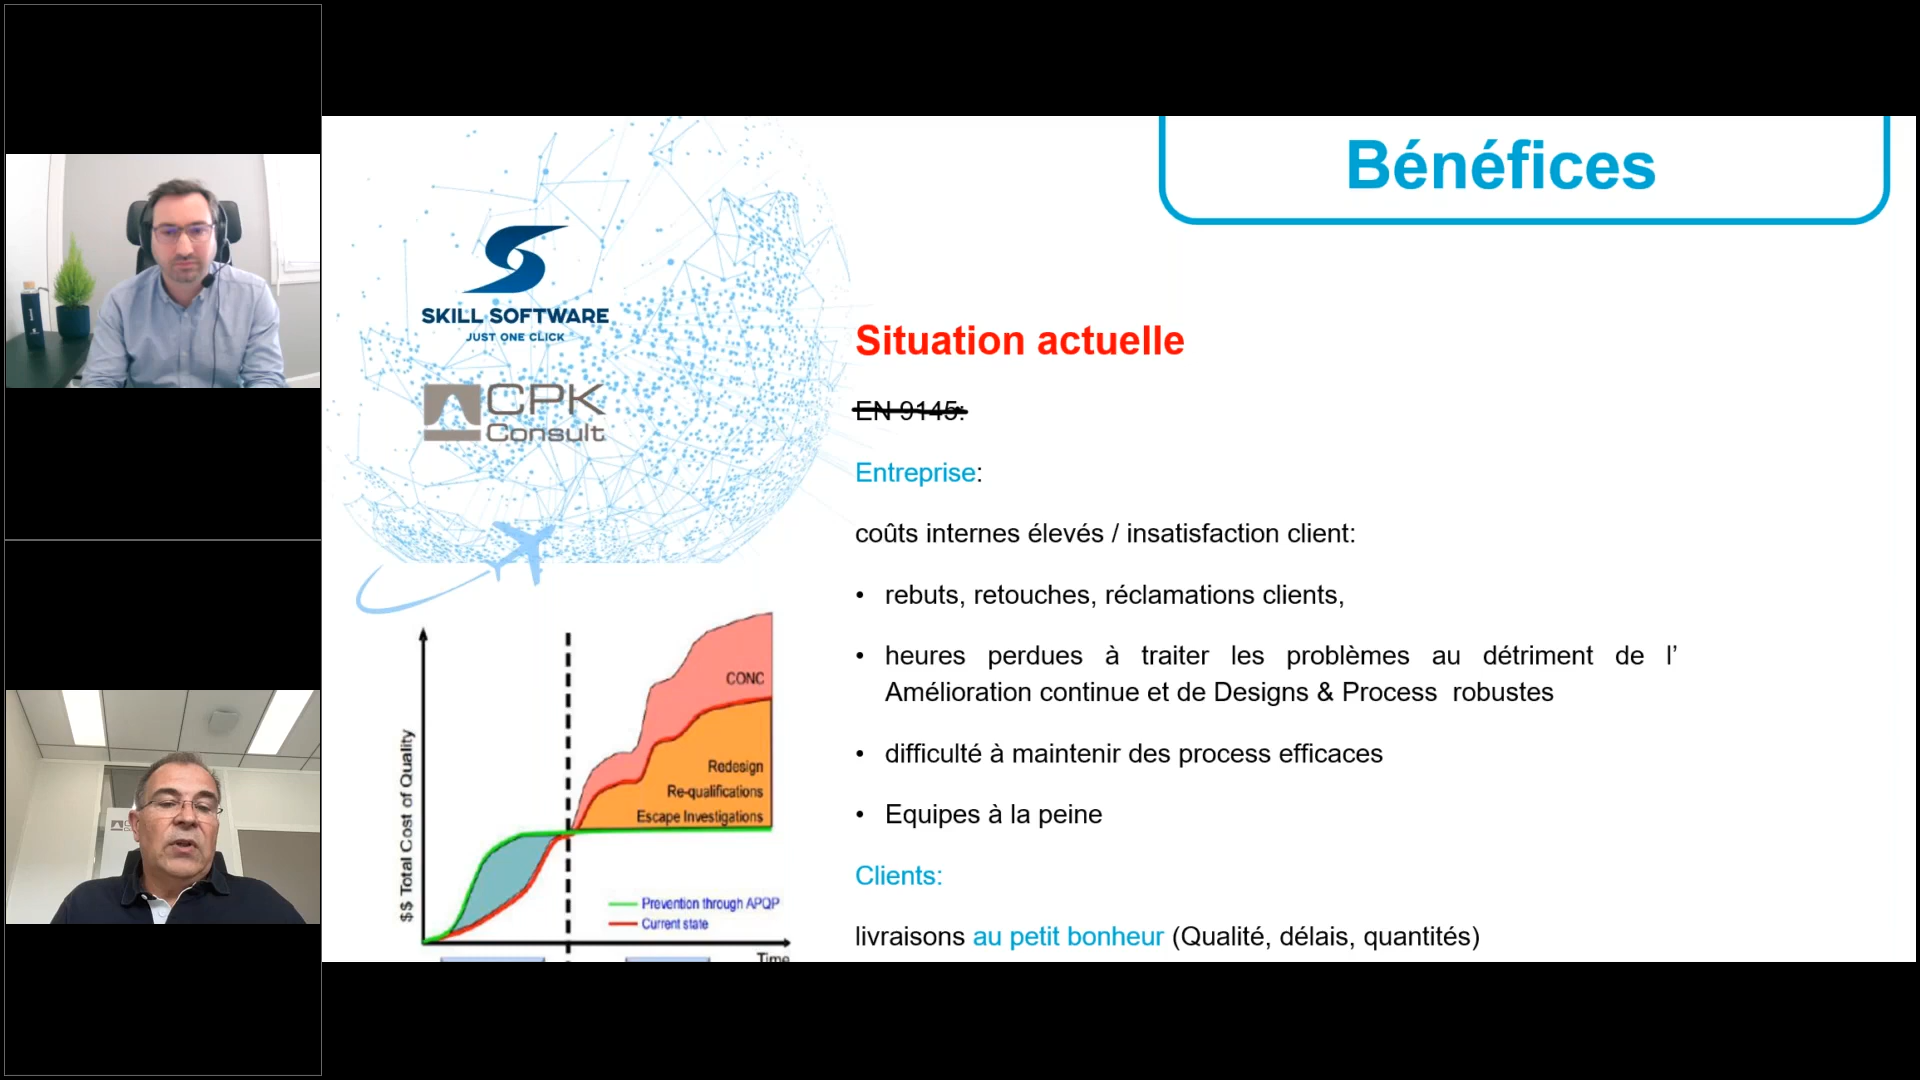 Bénéfices
SKILL SOFTWARE
JUST ONE CLICK
CPK
Consult
Situation actuelle
EN 9145:
Entreprise:
coûts internes élevés / insatisfaction client:
• rebuts, retouches, réclamations clients,
• heures perdues à traiter les problèmes au détriment de l’
Amélioration continue et de Designs & Process robustes
• difficulté à maintenir des process efficaces
• Equipes à la peine
Clients:
livraisons au petit bonheur (Qualité, délais, quantités)
$$ Total Cost of Quality
CONC
Redesign
Re-qualifications
Escape Investigations
Prevention through APQP
Current state
Time